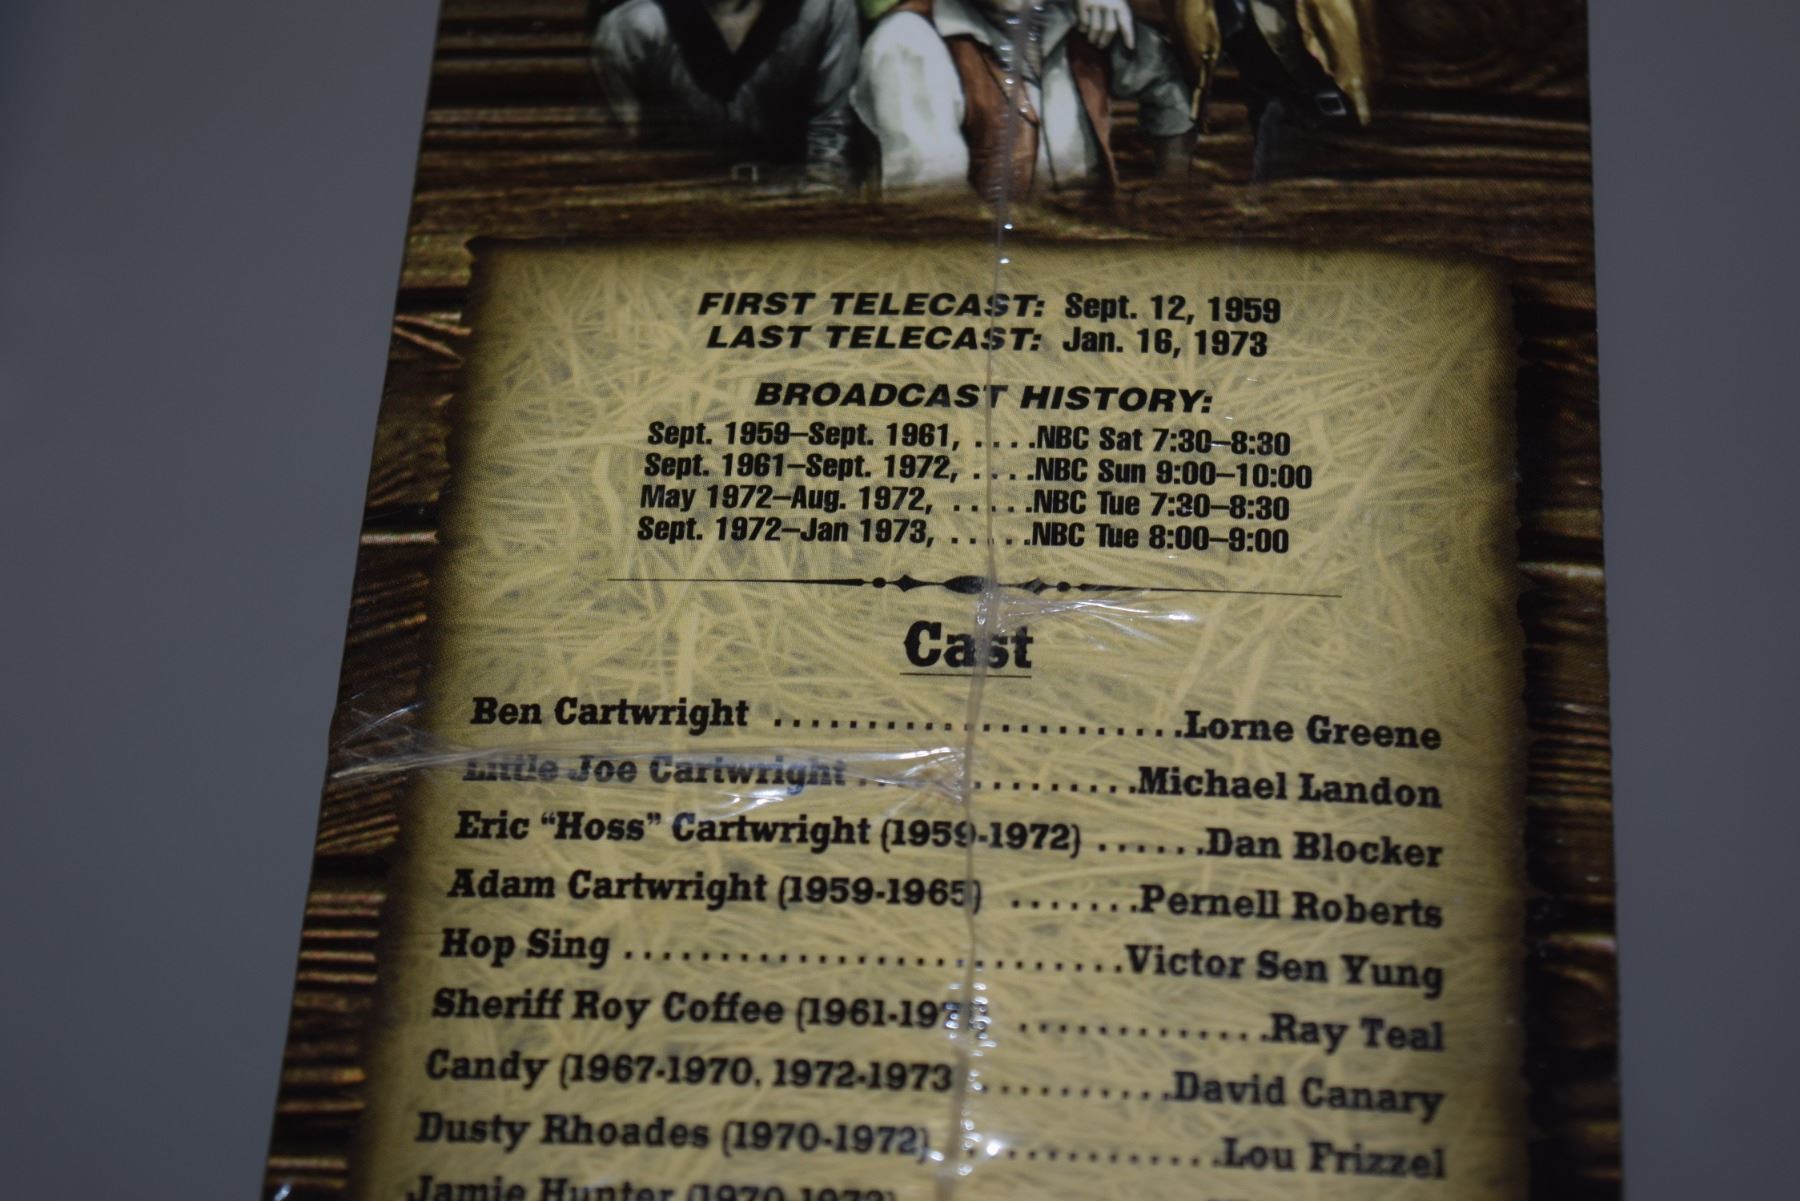 FIRST TELECAST: Sept. 12, 1959
LAST TELECAST: Jan. 16, 1973
BROADCAST HISTORY:
Sept. 1959–Sept. 1961, . . . .NBC Sat 7:30–8:30
Sept. 1961–Sept. 1972, . . . .NBC Sun 9:00–10:00
May 1972–Aug. 1972, . . . . .NBC Tue 7:30–8:30
Sept. 1972–Jan 1973, . . . . .NBC Tue 8:00–9:00
Cast
Ben Cartwright ........................Lorne Greene
Little Joe Cartwright .................Michael Landon
Eric “Hoss” Cartwright (1959-1972) ......Dan Blocker
Adam Cartwright (1959-1965) .......Pernell Roberts
Hop Sing ...........................Victor Sen Yung
Sheriff Roy Coffee .............Ray Teal
Candy (1967-1970, 1972-1973 ...........David Canary
Dusty Rhoades (1970-1972) ..............Lou Frizzel
Jamie Hunter (1970-1973)